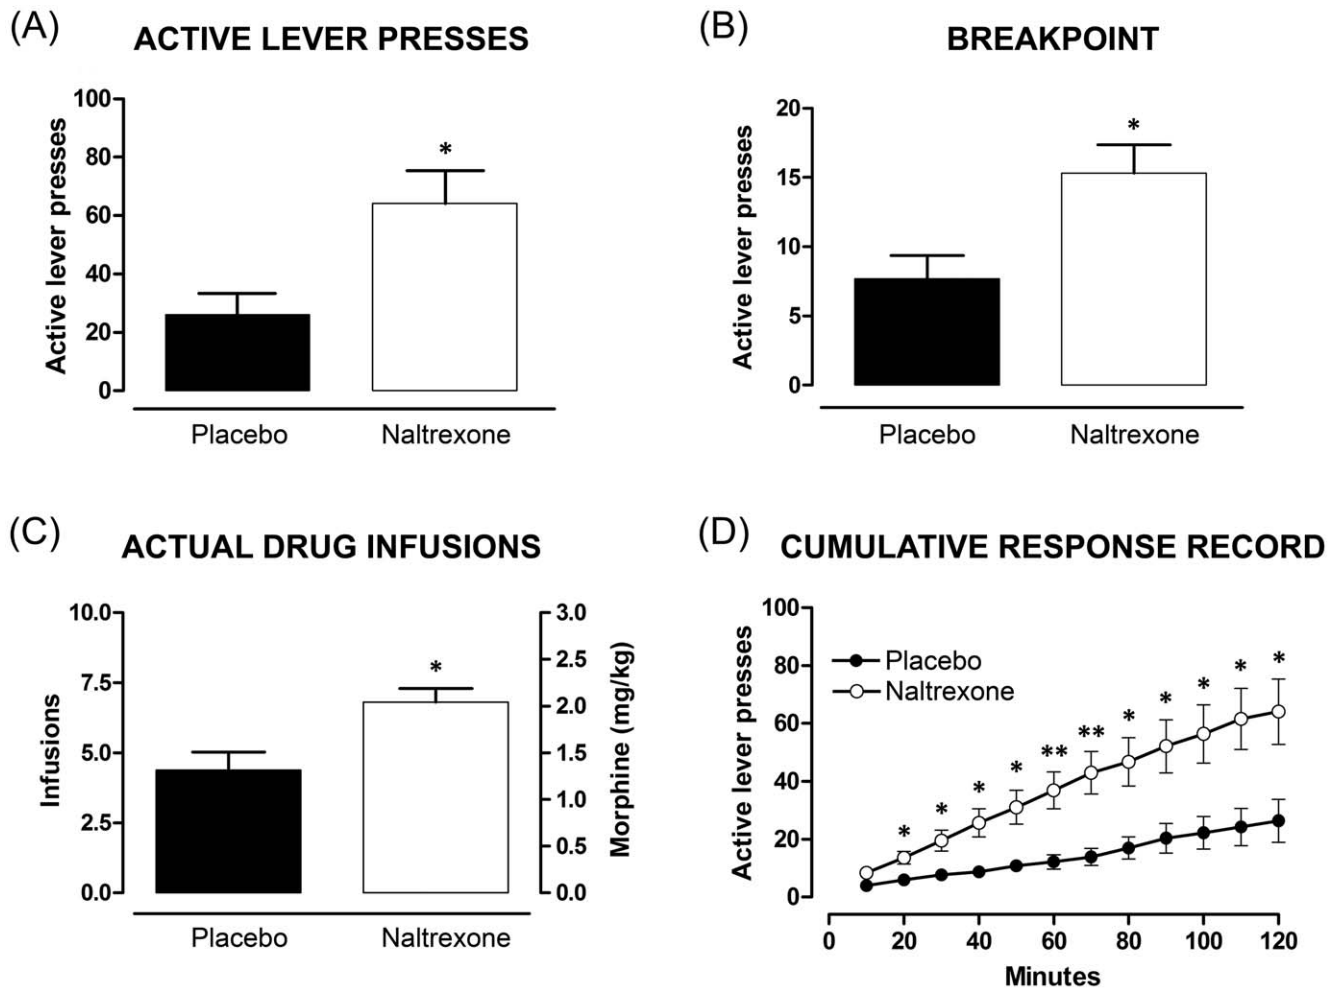 (A) ACTIVE LEVER PRESSES
Active lever presses
100
80
60
40
20
0
*
Placebo Naltrexone
(B) BREAKPOINT
Active lever presses
20
15
10
5
0
*
Placebo Naltrexone
(C) ACTUAL DRUG INFUSIONS
Infusions
10.0
7.5
5.0
2.5
0.0
*
3.0
2.5
2.0
1.5
1.0
0.5
0.0
Morphine (mg/kg)
Placebo Naltrexone
(D) CUMULATIVE RESPONSE RECORD
Active lever presses
100
80
60
40
20
0
Placebo
Naltrexone
* * * * ** ** * * * * *
0 20 40 60 80 100 120
Minutes